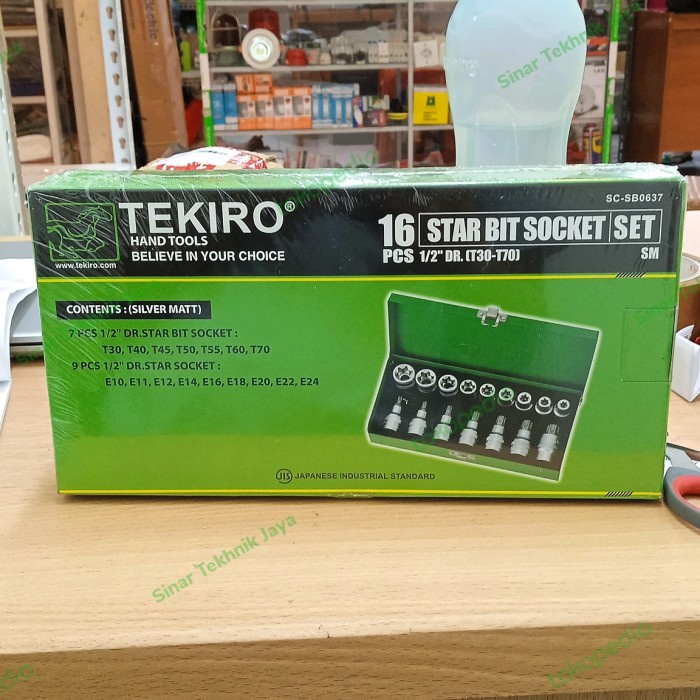 Sinar Teknik Jaya
SC-SB0637
TEKIRO®
HAND TOOLS
BELIEVE IN YOUR CHOICE
www.tekiro.com
16 PCS
STAR BIT SOCKET SET
1/2" DR. (T30-T70)
SM
CONTENTS : (SILVER MATT)
7 PCS 1/2" DR.STAR BIT SOCKET :
T30, T40, T45, T50, T55, T60, T70
9 PCS 1/2" DR.STAR SOCKET :
E10, E11, E12, E14, E16, E18, E20, E22, E24
JIS JAPANESE INDUSTRIAL STANDARD
Sinar Tekhnik Jaya